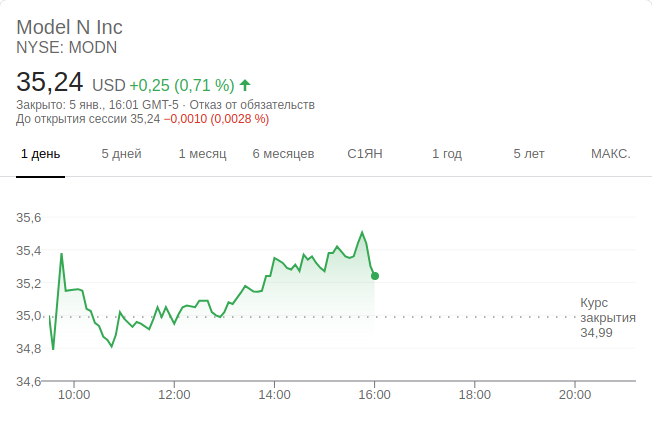 Model N Inc
NYSE: MODN
35,24 USD +0,25 (0,71 %)
Закрыто: 5 янв., 16:01 GMT-5 · Отказ от обязательств
До открытия сессии 35,24 −0,0010 (0,0028 %)
1 день 5 дней 1 месяц 6 месяцев С1ЯН 1 год 5 лет МАКС.
35,6
35,4
35,2
35,0
34,8
34,6
Курс
закрытия
34,99
10:00 12:00 14:00 16:00 18:00 20:00